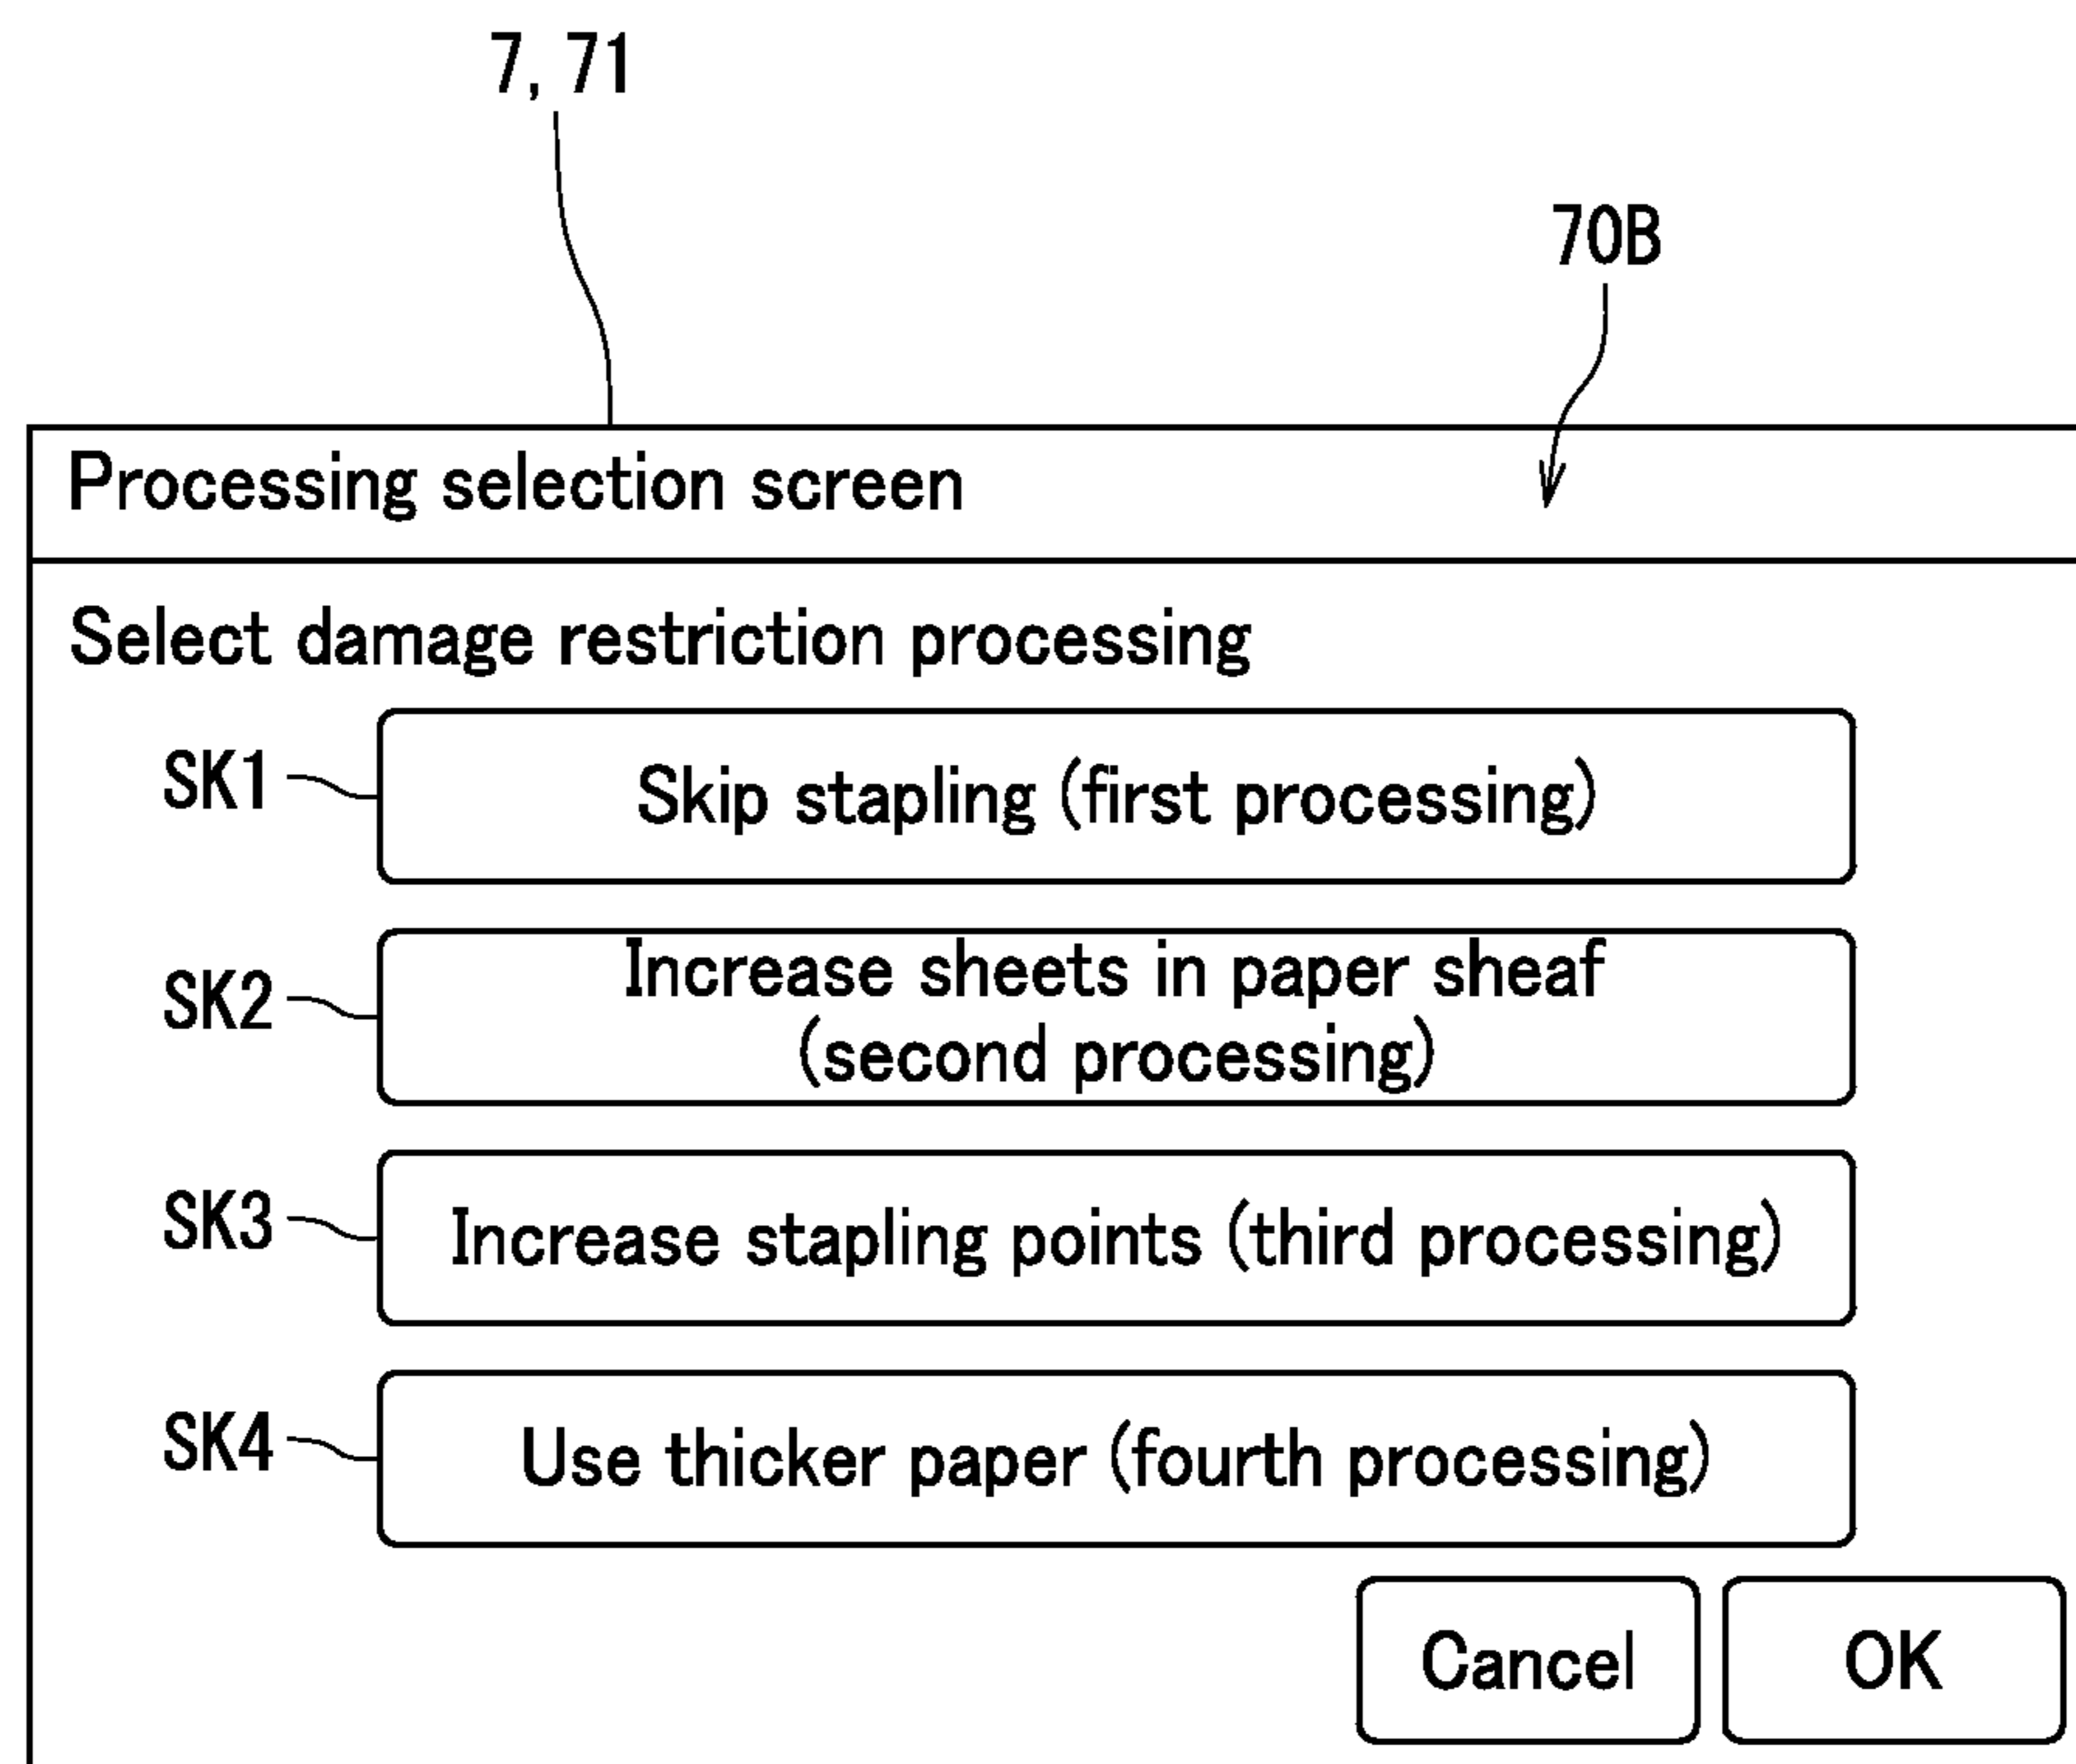 7, 71
70B
Processing selection screen
Select damage restriction processing
SK1
Skip stapling (first processing)
SK2
Increase sheets in paper sheaf
(second processing)
SK3
Increase stapling points (third processing)
SK4
Use thicker paper (fourth processing)
Cancel
OK